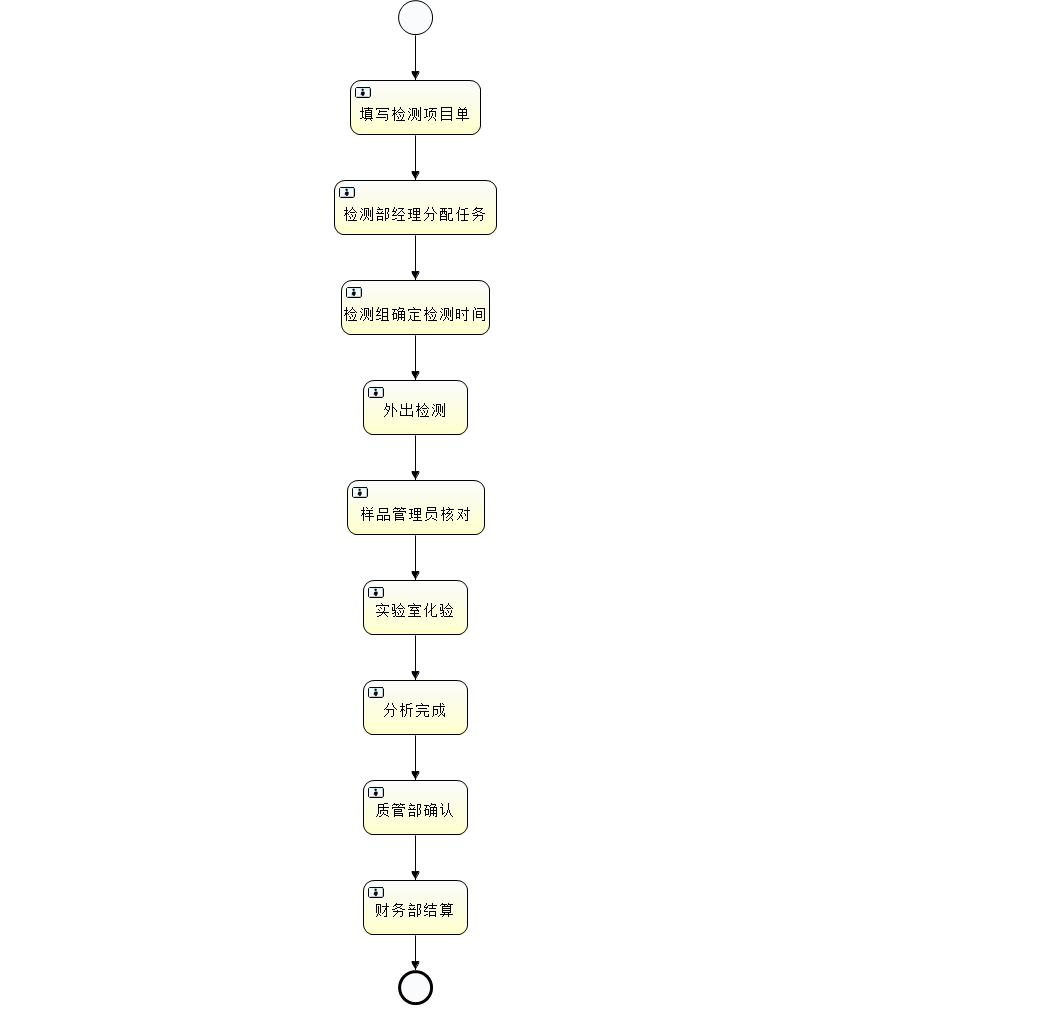 填写检测项目单
检测部经理分配任务
检测组确定检测时间
外出检测
样品管理员核对
实验室化验
分析完成
质管部确认
财务部结算